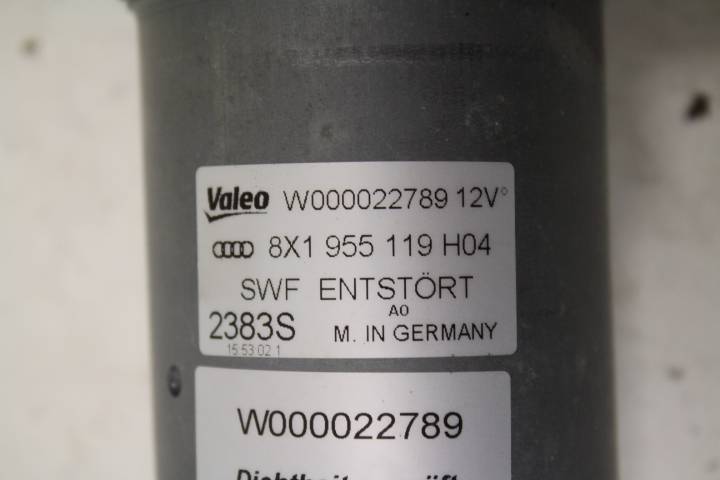 Valeo W000022789 12V°
8X1 955 119 H04
SWF ENTSTÖRT
A0
2383S M. IN GERMANY
15 53 02 1
W000022789